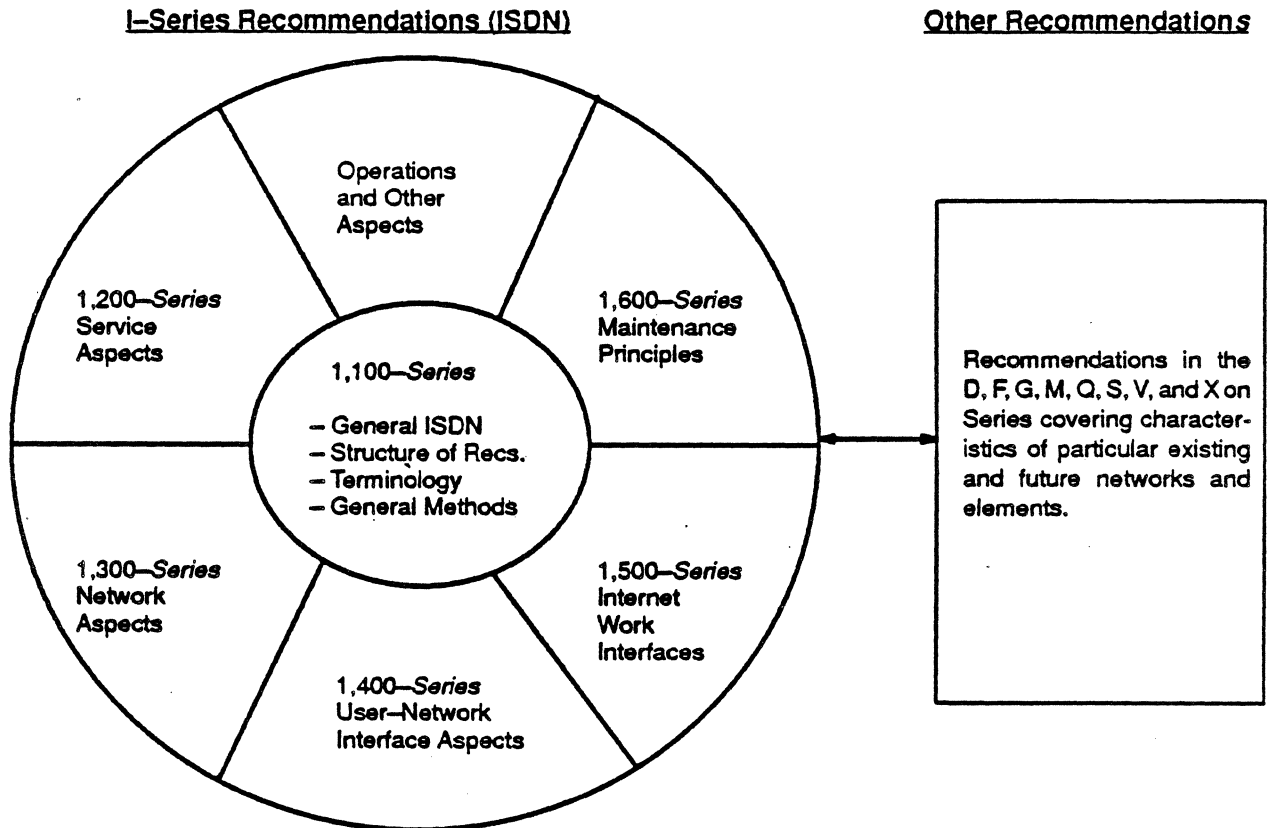 I–Series Recommendations (ISDN)
Other Recommendations
Operations
and Other
Aspects
1,200–Series
Service
Aspects
1,600–Series
Maintenance
Principles
1,100–Series
– General ISDN
– Structure of Recs.
– Terminology
– General Methods
1,300–Series
Network
Aspects
1,500–Series
Internet
Work
Interfaces
1,400–Series
User–Network
Interface Aspects
Recommendations in the
D, F, G, M, Q, S, V, and X on
Series covering character-
istics of particular existing
and future networks and
elements.